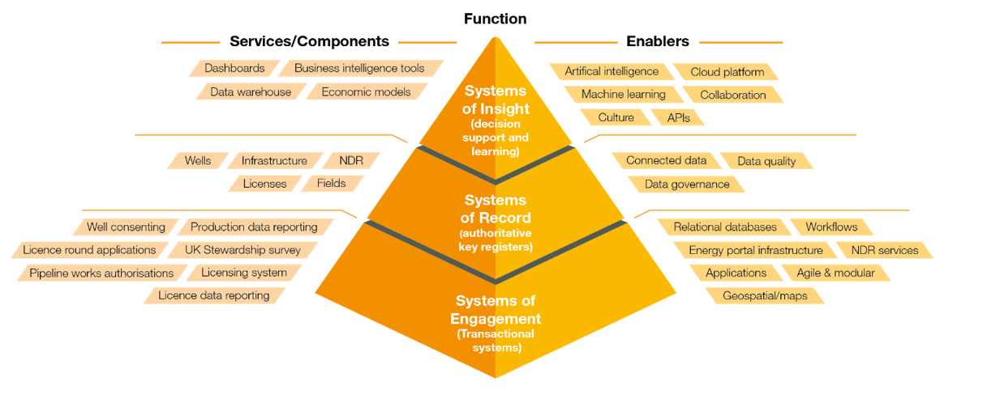 Function
Services/Components
Enablers
Dashboards
Business intelligence tools
Data warehouse
Economic models
Systems
of Insight
(decision
support and
learning)
Artifical intelligence
Cloud platform
Machine learning
Collaboration
Culture
APIs
Wells
Infrastructure
NDR
Licenses
Fields
Systems
of Record
(authoritative
key registers)
Connected data
Data quality
Data governance
Well consenting
Production data reporting
Licence round applications
UK Stewardship survey
Pipeline works authorisations
Licensing system
Licence data reporting
Systems of
Engagement
(Transactional
systems)
Relational databases
Workflows
Energy portal infrastructure
NDR services
Applications
Agile & modular
Geospatial/maps